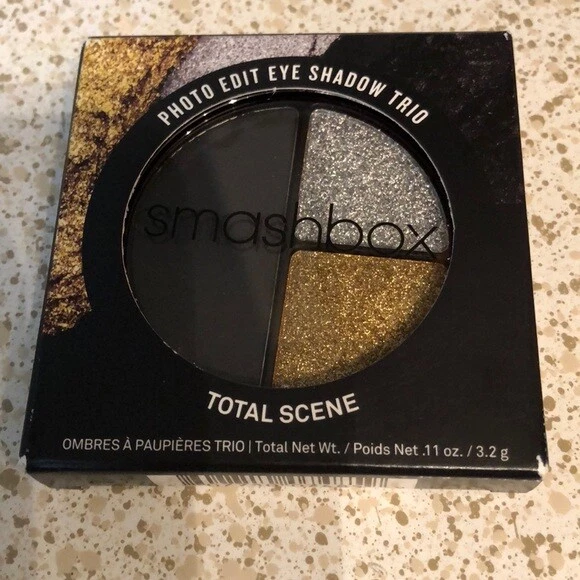 PHOTO EDIT EYE SHADOW TRIO
smashbox
TOTAL SCENE
OMBRES À PAUPIÈRES TRIO | Total Net Wt. / Poids Net .11 oz. / 3.2 g